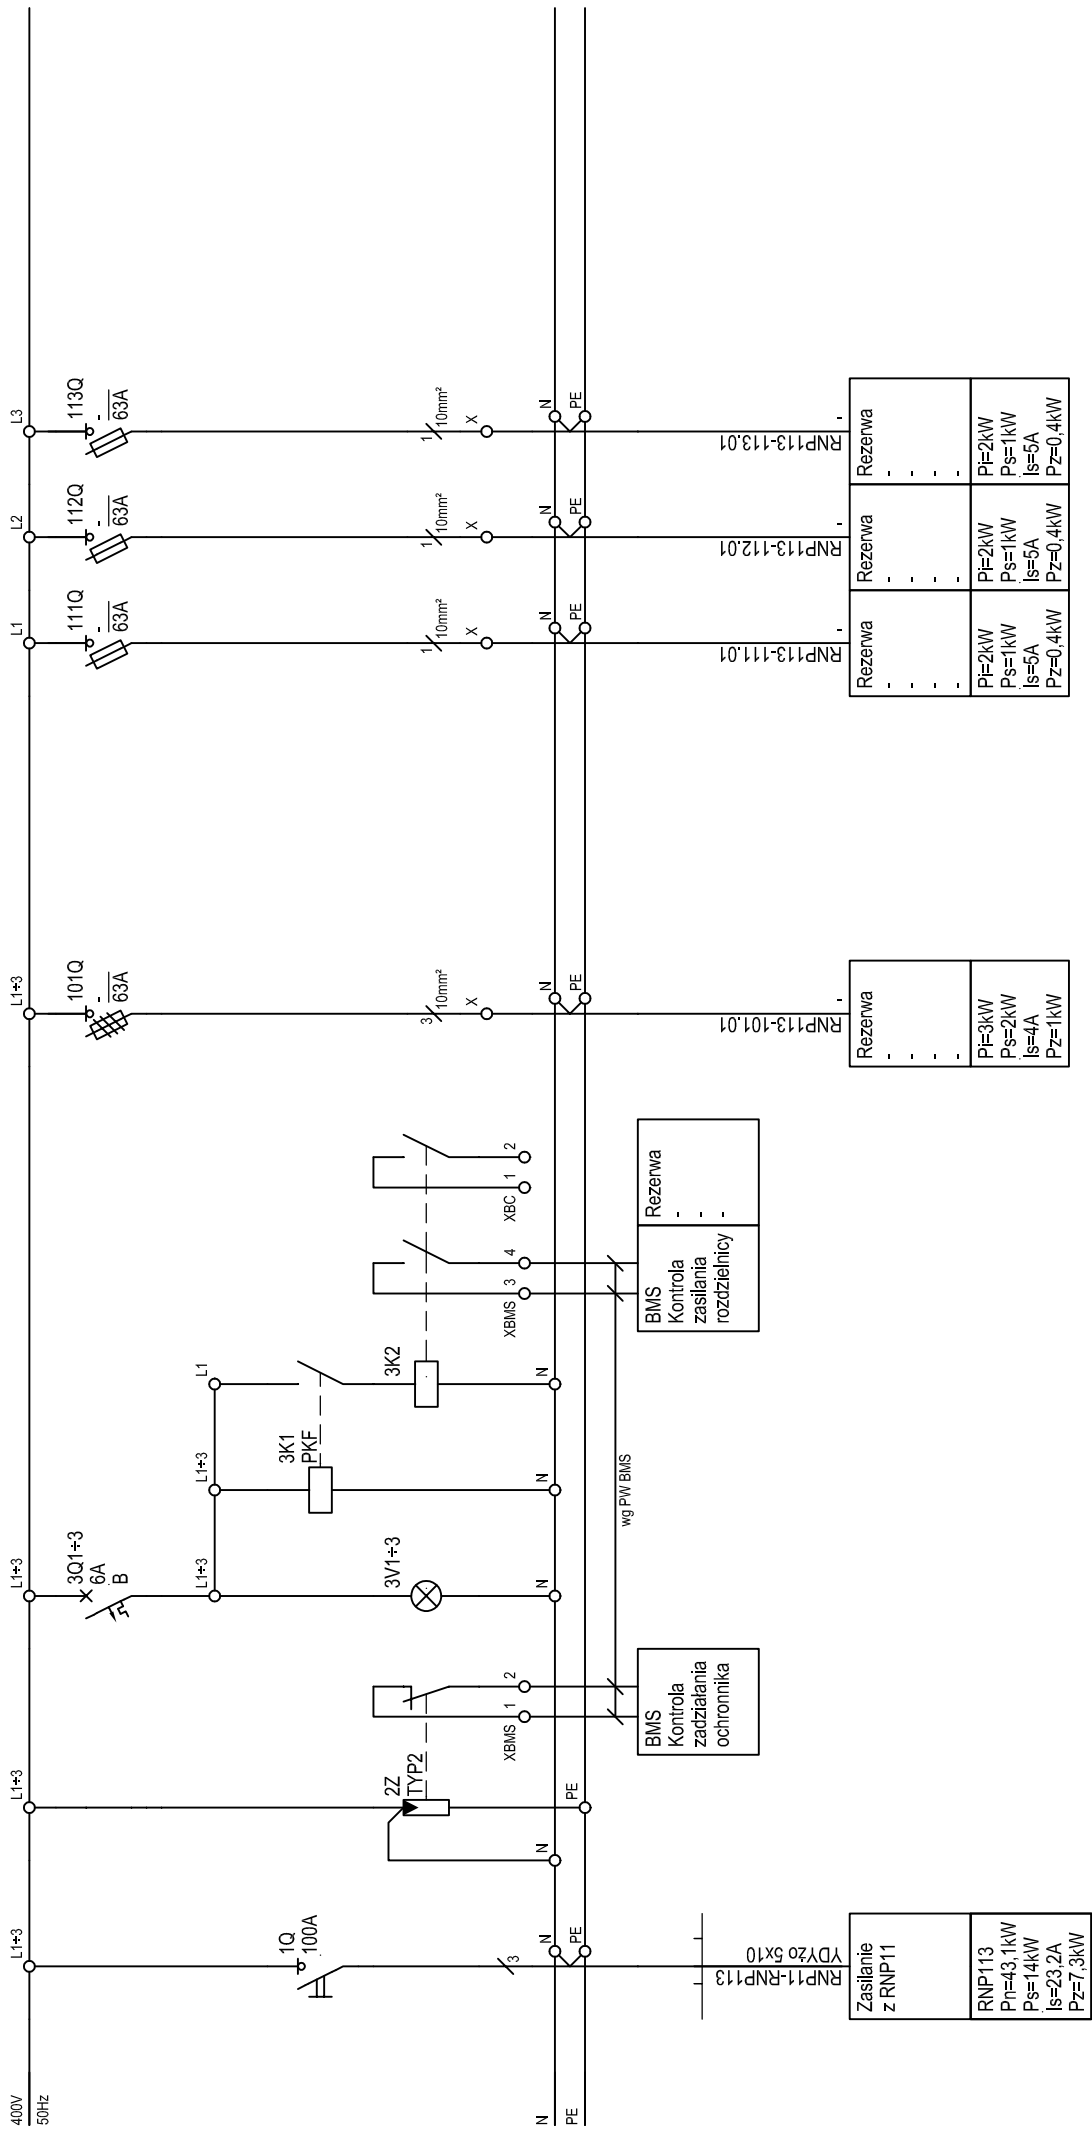 400V
50Hz
L1÷3
L1÷3
L1÷3
L1÷3
L1
L2
L3
1Q
100A
2Z
TYP2
3Q1÷3
6A
B
L1÷3
L1÷3
L1
3V1÷3
3K1
PKF
3K2
101Q
-
63A
111Q
-
63A
112Q
-
63A
113Q
-
63A
3
10mm²
X
1
10mm²
X
1
10mm²
X
1
10mm²
X
3
XBMS 1 2
XBMS 3 4
XBC 1 2
N
PE
N
PE
N
PE
N
N
N
N
PE
N
PE
N
PE
N
PE
wg PW BMS
RNP11-RNP113
YDYżo 5x10
RNP113-101.01
-
RNP113-111.01
-
RNP113-112.01
-
RNP113-113.01
-
BMS
Kontrola
zadziałania
ochronnika
BMS
Kontrola
zasilania
rozdzielnicy
Rezerwa
-
-
-
Zasilanie
z RNP11
RNP113
Pn=43,1kW
Ps=14kW
Is=23,2A
Pz=7,3kW
Rezerwa
-
-
-
-
Pi=3kW
Ps=2kW
Is=4A
Pz=1kW
Rezerwa
-
-
-
-
Pi=2kW
Ps=1kW
Is=5A
Pz=0,4kW
Rezerwa
-
-
-
-
Pi=2kW
Ps=1kW
Is=5A
Pz=0,4kW
Rezerwa
-
-
-
-
Pi=2kW
Ps=1kW
Is=5A
Pz=0,4kW